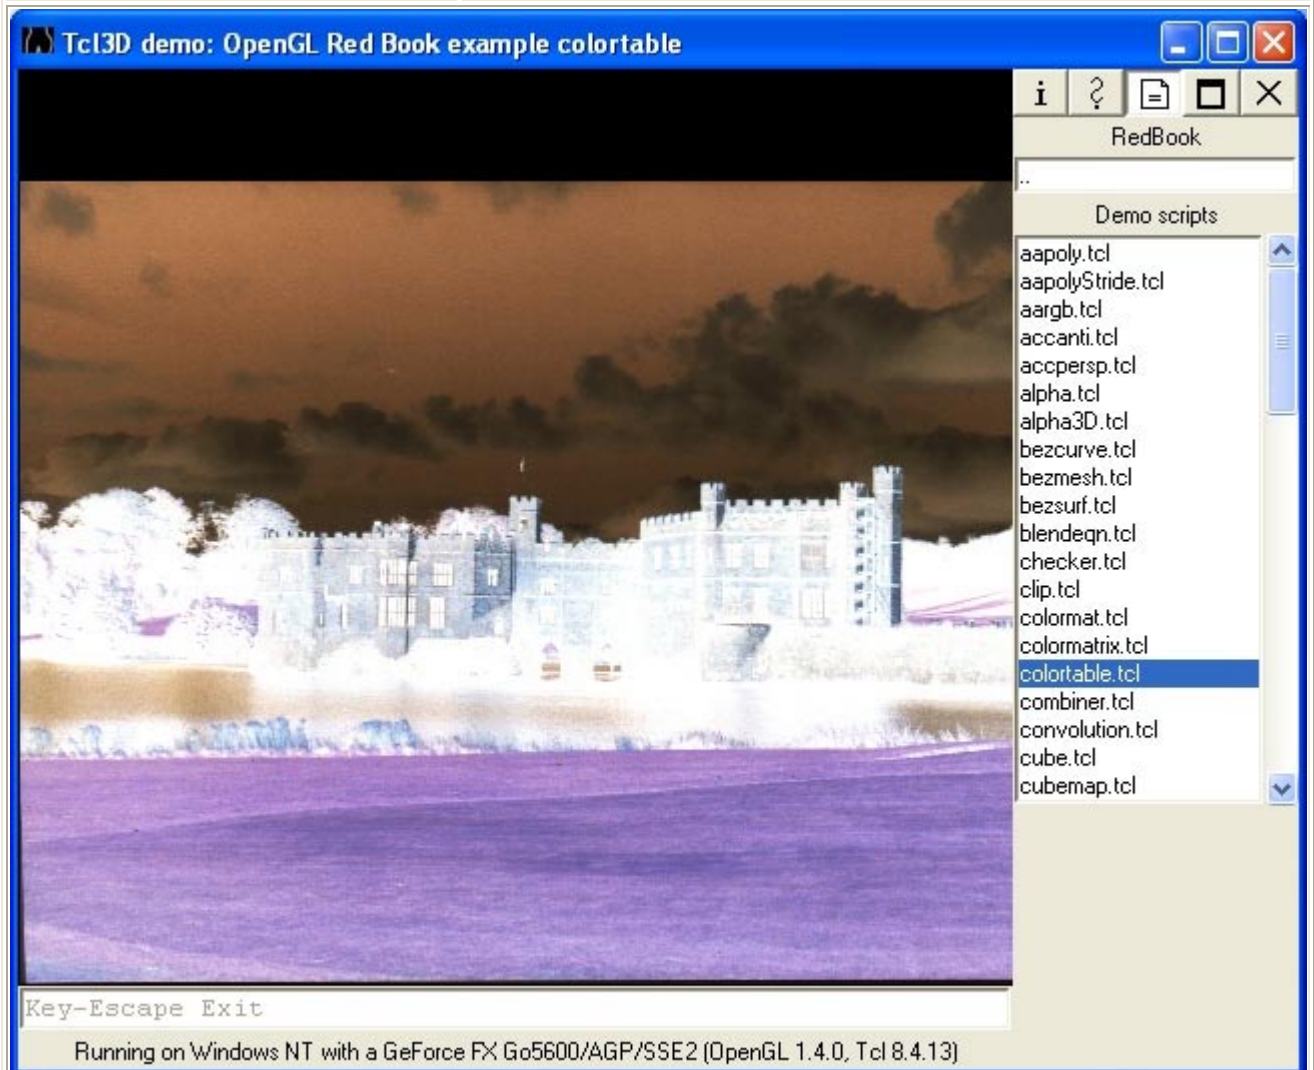 Tcl3D demo: OpenGL Red Book example colortable
i ?
RedBook
..
Demo scripts
aapoly.tcl
aapolyStride.tcl
aargb.tcl
accanti.tcl
accpersp.tcl
alpha.tcl
alpha3D.tcl
bezcurve.tcl
bezmesh.tcl
bezsurf.tcl
blendeqn.tcl
checker.tcl
clip.tcl
colormat.tcl
colormatrix.tcl
colortable.tcl
combiner.tcl
convolution.tcl
cube.tcl
cubemap.tcl
Key-Escape Exit
Running on Windows NT with a GeForce FX Go5600/AGP/SSE2 (OpenGL 1.4.0, Tcl 8.4.13)